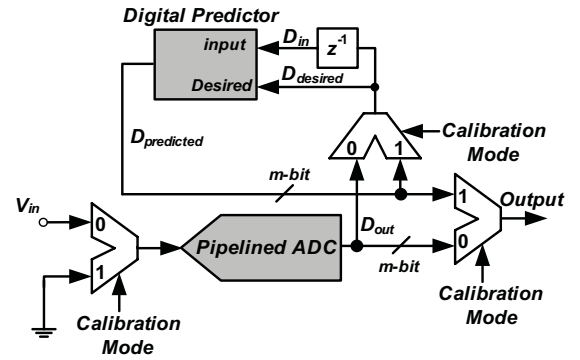 Digital Predictor
input
D_in
z^-1
Desired
D_desired
D_predicted
0
1
Calibration
Mode
m-bit
1
Output
V_in
0
Pipelined ADC
D_out
0
m-bit
1
Calibration
Mode
Calibration
Mode